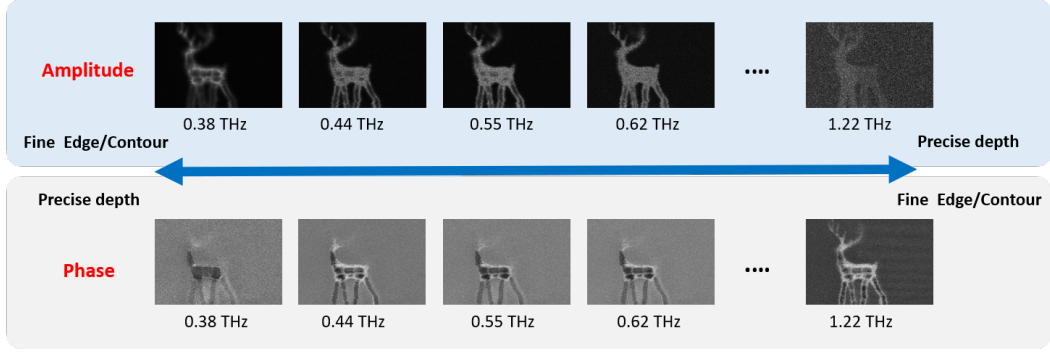 Amplitude
....
0.38 THz
0.44 THz
0.55 THz
0.62 THz
1.22 THz
Fine Edge/Contour
Precise depth
Precise depth
Fine Edge/Contour
Phase
....
0.38 THz
0.44 THz
0.55 THz
0.62 THz
1.22 THz